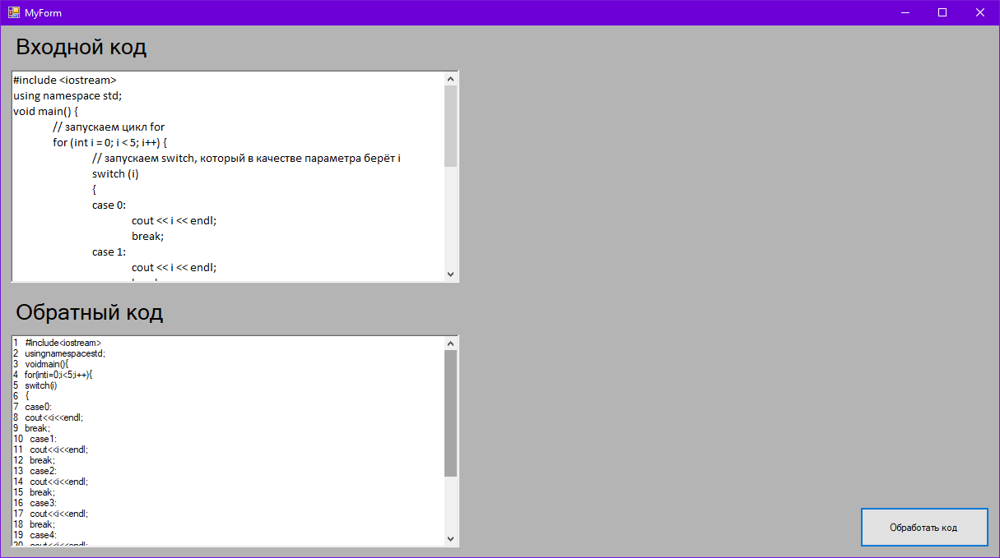 MyForm
Входной код
#include <iostream>
using namespace std;
void main() {
// запускаем цикл for
for (int i = 0; i < 5; i++) {
// запускаем switch, который в качестве параметра берёт i
switch (i)
{
case 0:
cout << i << endl;
break;
case 1:
cout << i << endl;
Обратный код
1 #include<iostream>
2 usingnamespacestd;
3 voidmain(){
4 for(inti=0;i<5;i++){
5 switch(i)
6 {
7 case0:
8 cout<<i<<endl;
9 break;
10 case1:
11 cout<<i<<endl;
12 break;
13 case2:
14 cout<<i<<endl;
15 break;
16 case3:
17 cout<<i<<endl;
18 break;
19 case4:
20 cout<<i<<endl;
Обработать код